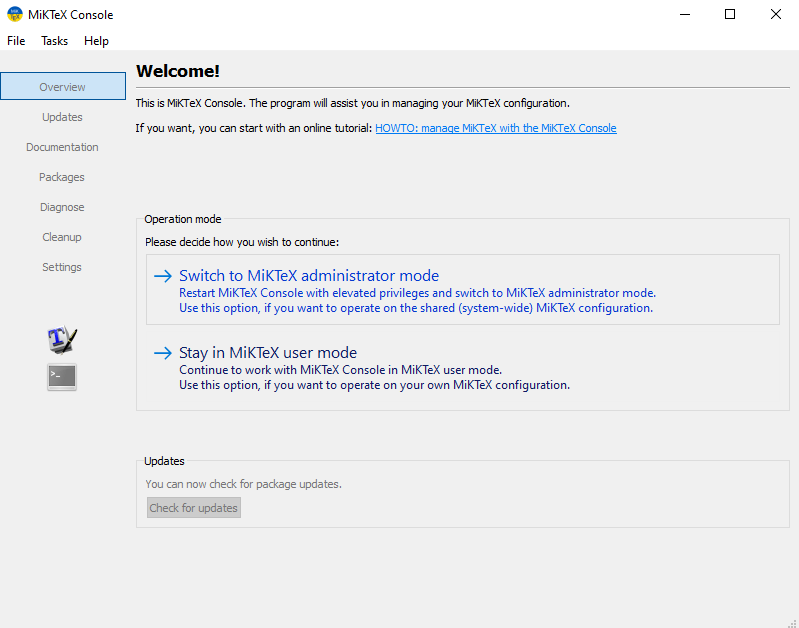 MiKTeX Console
File Tasks Help
Overview
Updates
Documentation
Packages
Diagnose
Cleanup
Settings
Welcome!
This is MiKTeX Console. The program will assist you in managing your MiKTeX configuration.
If you want, you can start with an online tutorial: HOWTO: manage MiKTeX with the MiKTeX Console
Operation mode
Please decide how you wish to continue:
Switch to MiKTeX administrator mode
Restart MiKTeX Console with elevated privileges and switch to MiKTeX administrator mode.
Use this option, if you want to operate on the shared (system-wide) MiKTeX configuration.
Stay in MiKTeX user mode
Continue to work with MiKTeX Console in MiKTeX user mode.
Use this option, if you want to operate on your own MiKTeX configuration.
Updates
You can now check for package updates.
Check for updates